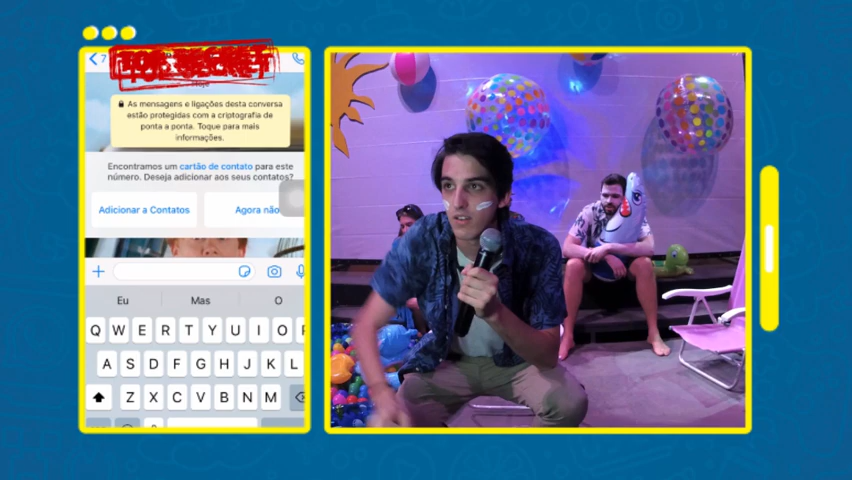 7
TOP SECRET
As mensagens e ligações desta conversa
estão protegidas com a criptografia de
ponta a ponta. Toque para mais
informações.
Encontramos um cartão de contato para este
número. Deseja adicionar aos seus contatos?
Adicionar a Contatos
Agora não
Eu Mas O
Q W E R T Y U I O P
A S D F G H J K L
Z X C V B N M